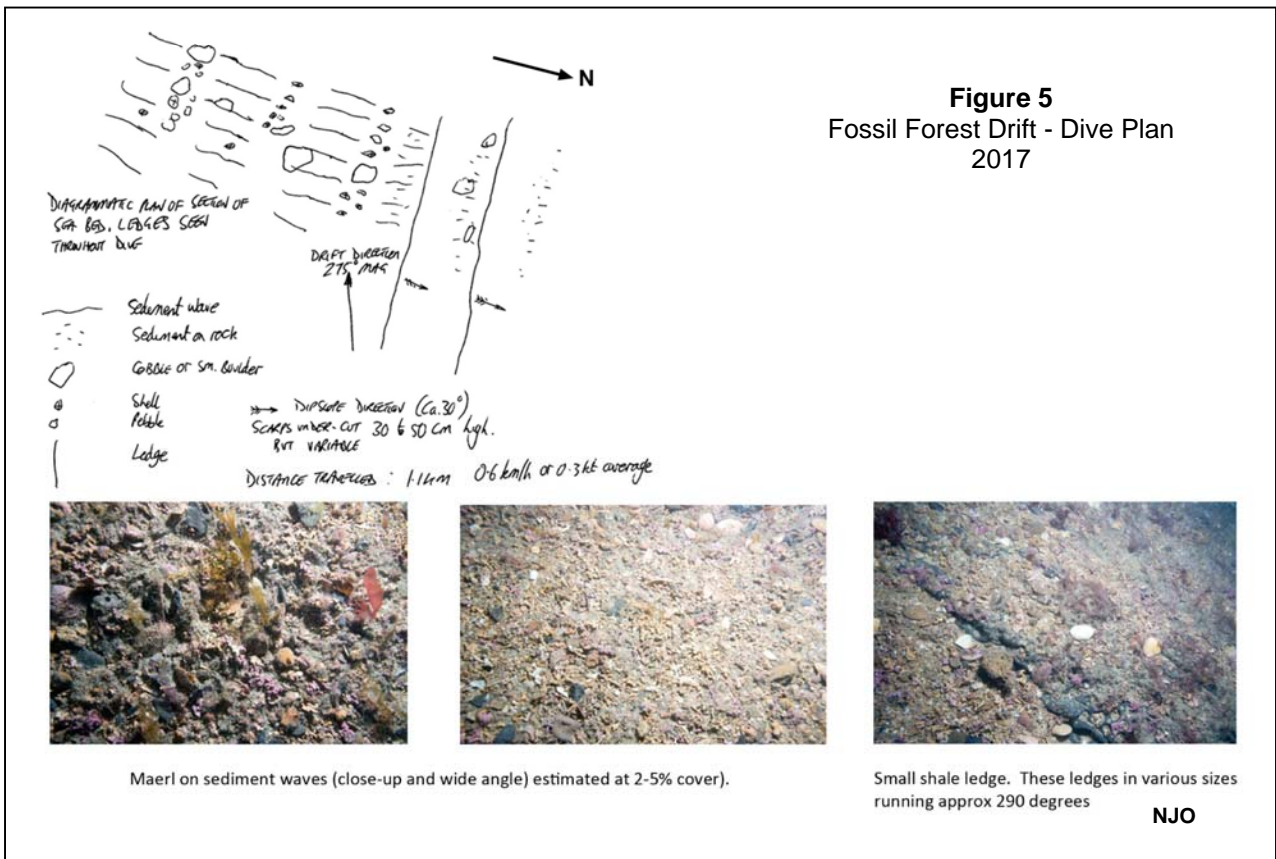 N
Figure 5
Fossil Forest Drift - Dive Plan
2017
DIAGRAMMATIC PLAN OF SECTION OF
SEA BED, LEDGES SEEN
THROUGHOUT DIVE
DRIFT DIRECTION
275° MAG
Sediment wave
Sediment on rock
COBBLE OR SM. Boulder
Shell
Pebble
Ledge
DIPSLOPE DIRECTION (Ca. 30°)
SCARPS UNDER-CUT 30 to 50 cm high.
BUT VARIABLE
DISTANCE TRAVELLED : 1.1km 0.6 km/h or 0.3 kt average
Maerl on sediment waves (close-up and wide angle) estimated at 2-5% cover).
Small shale ledge. These ledges in various sizes
running approx 290 degrees
NJO